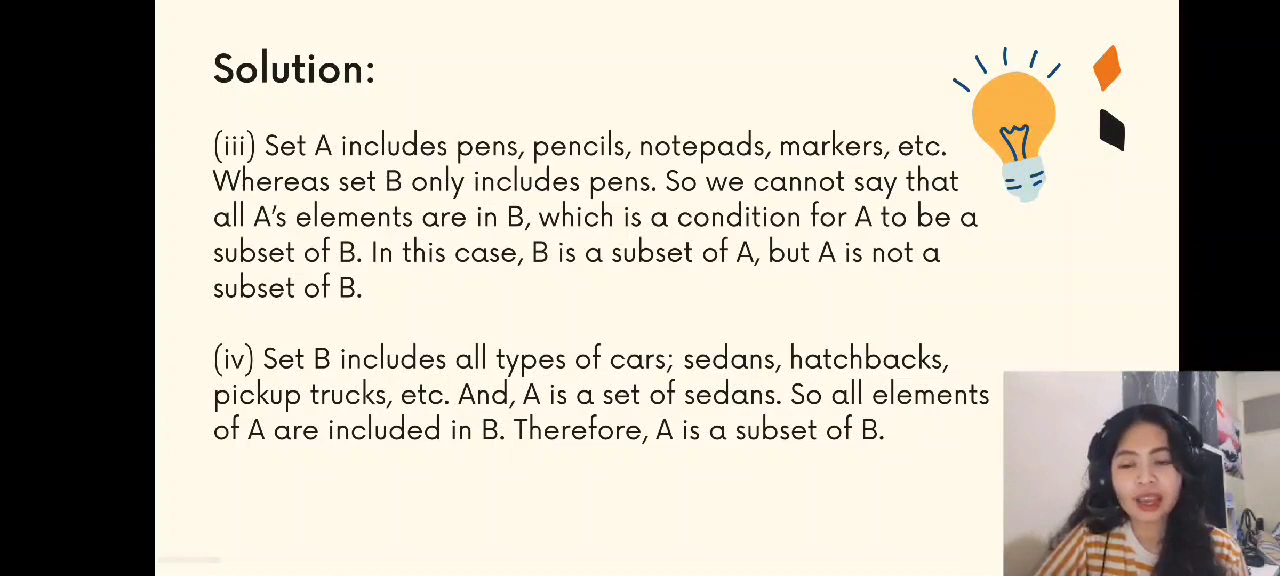 Solution:
(iii) Set A includes pens, pencils, notepads, markers, etc.
Whereas set B only includes pens. So we cannot say that
all A's elements are in B, which is a condition for A to be a
subset of B. In this case, B is a subset of A, but A is not a
subset of B.
(iv) Set B includes all types of cars; sedans, hatchbacks,
pickup trucks, etc. And, A is a set of sedans. So all elements
of A are included in B. Therefore, A is a subset of B.